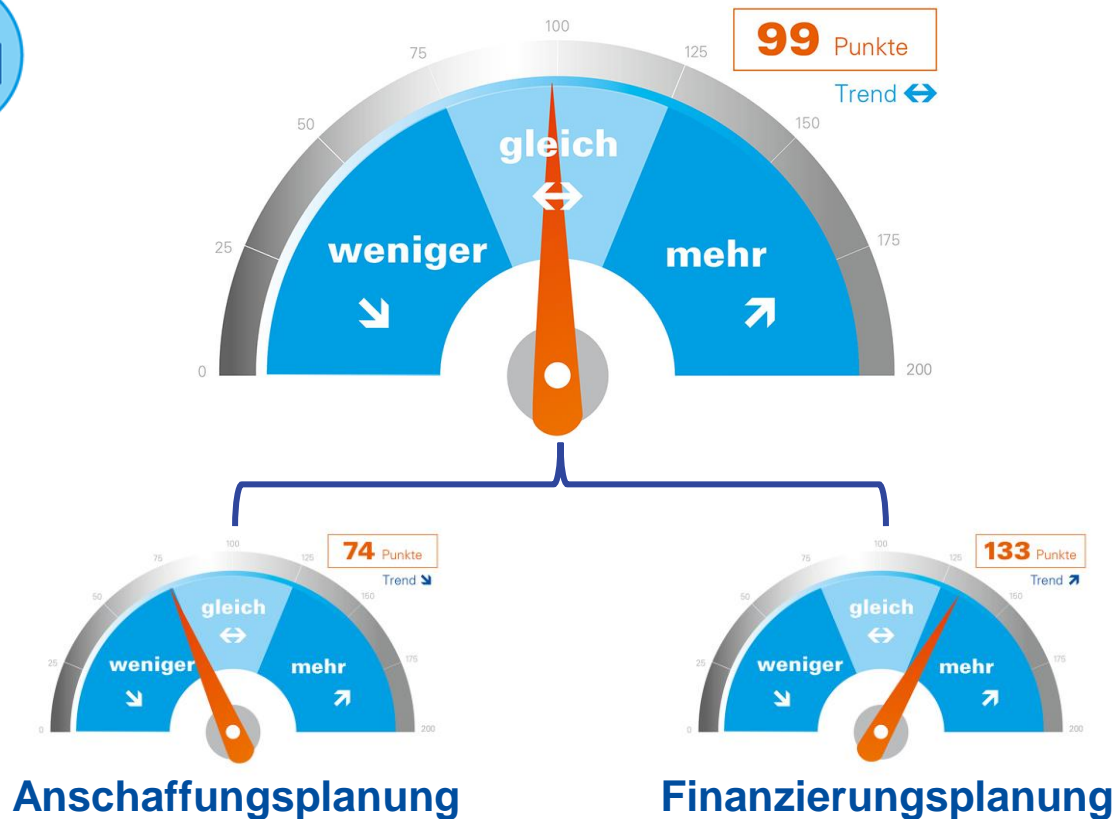 100
99 Punkte
75
125
Trend
50
150
gleich
weniger
mehr
25
175
0
200
100
74 Punkte
75
125
Trend
50
150
gleich
weniger
mehr
25
175
0
200
Anschaffungsplanung
100
133 Punkte
75
125
Trend
50
150
gleich
weniger
mehr
25
175
0
200
Finanzierungsplanung